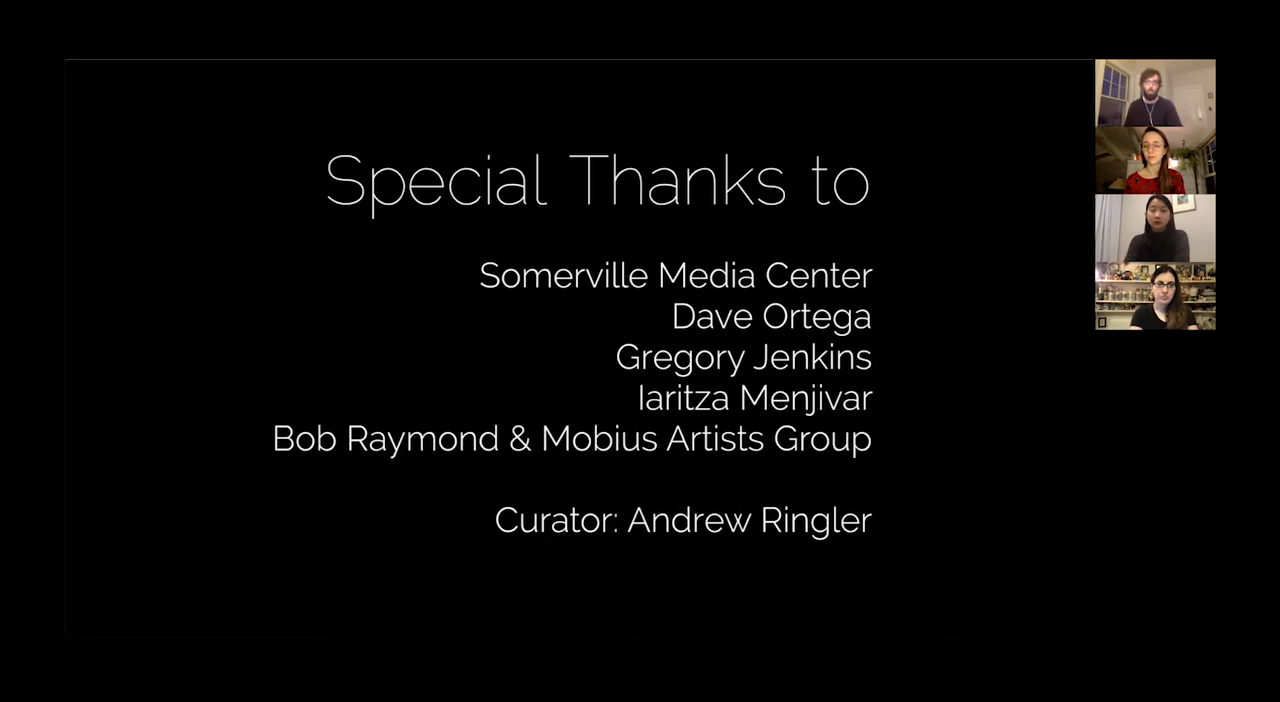 Special Thanks to
Somerville Media Center
Dave Ortega
Gregory Jenkins
Iaritza Menjivar
Bob Raymond & Mobius Artists Group
Curator: Andrew Ringler